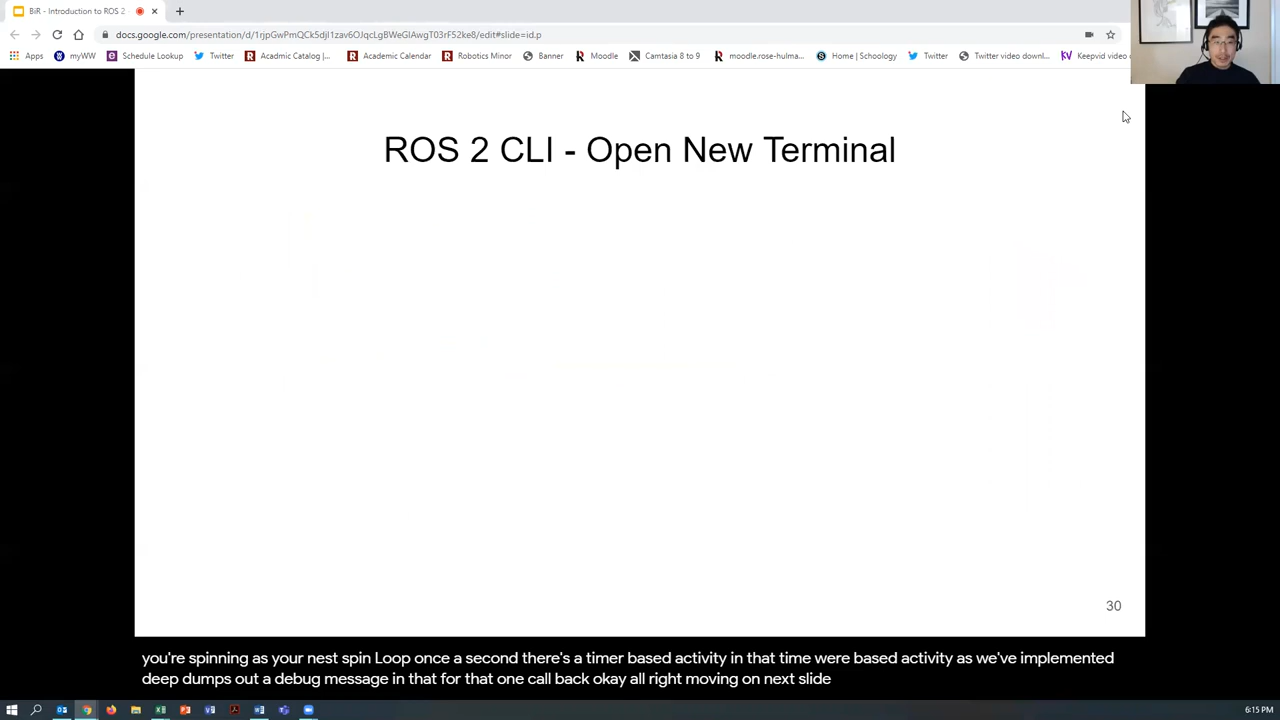 BiR - Introduction to ROS 2
docs.google.com/presentation/d/1rjpGwPmQCk5djI1zav6OJqcLgBWeGIAwgT03rF52ke8/edit#slide=id.p
Apps myWW Schedule Lookup Twitter Acadmic Catalog |... Academic Calendar Robotics Minor Banner Moodle Camtasia 8 to 9 moodle.rose-hulma... Home | Schoology Twitter Twitter video downl... Keepvid video
ROS 2 CLI - Open New Terminal
30
you're spinning as your nest spin Loop once a second there's a timer based activity in that time were based activity as we've implemented
deep dumps out a debug message in that for that one call back okay all right moving on next slide
6:15 PM